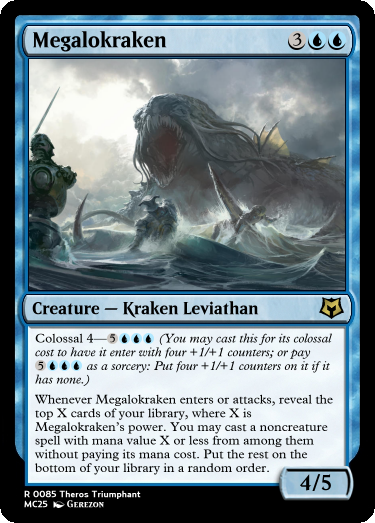 Megalokraken 3
Creature — Kraken Leviathan
Colossal 4—5 (You may cast this for its colossal
cost to have it enter with four +1/+1 counters; or pay
5 as a sorcery: Put four +1/+1 counters on it if it
has none.)
Whenever Megalokraken enters or attacks, reveal the
top X cards of your library, where X is
Megalokraken's power. You may cast a noncreature
spell with mana value X or less from among them
without paying its mana cost. Put the rest on the
bottom of your library in a random order.
4/5
R 0085 Theros Triumphant
MC25 Gerezon